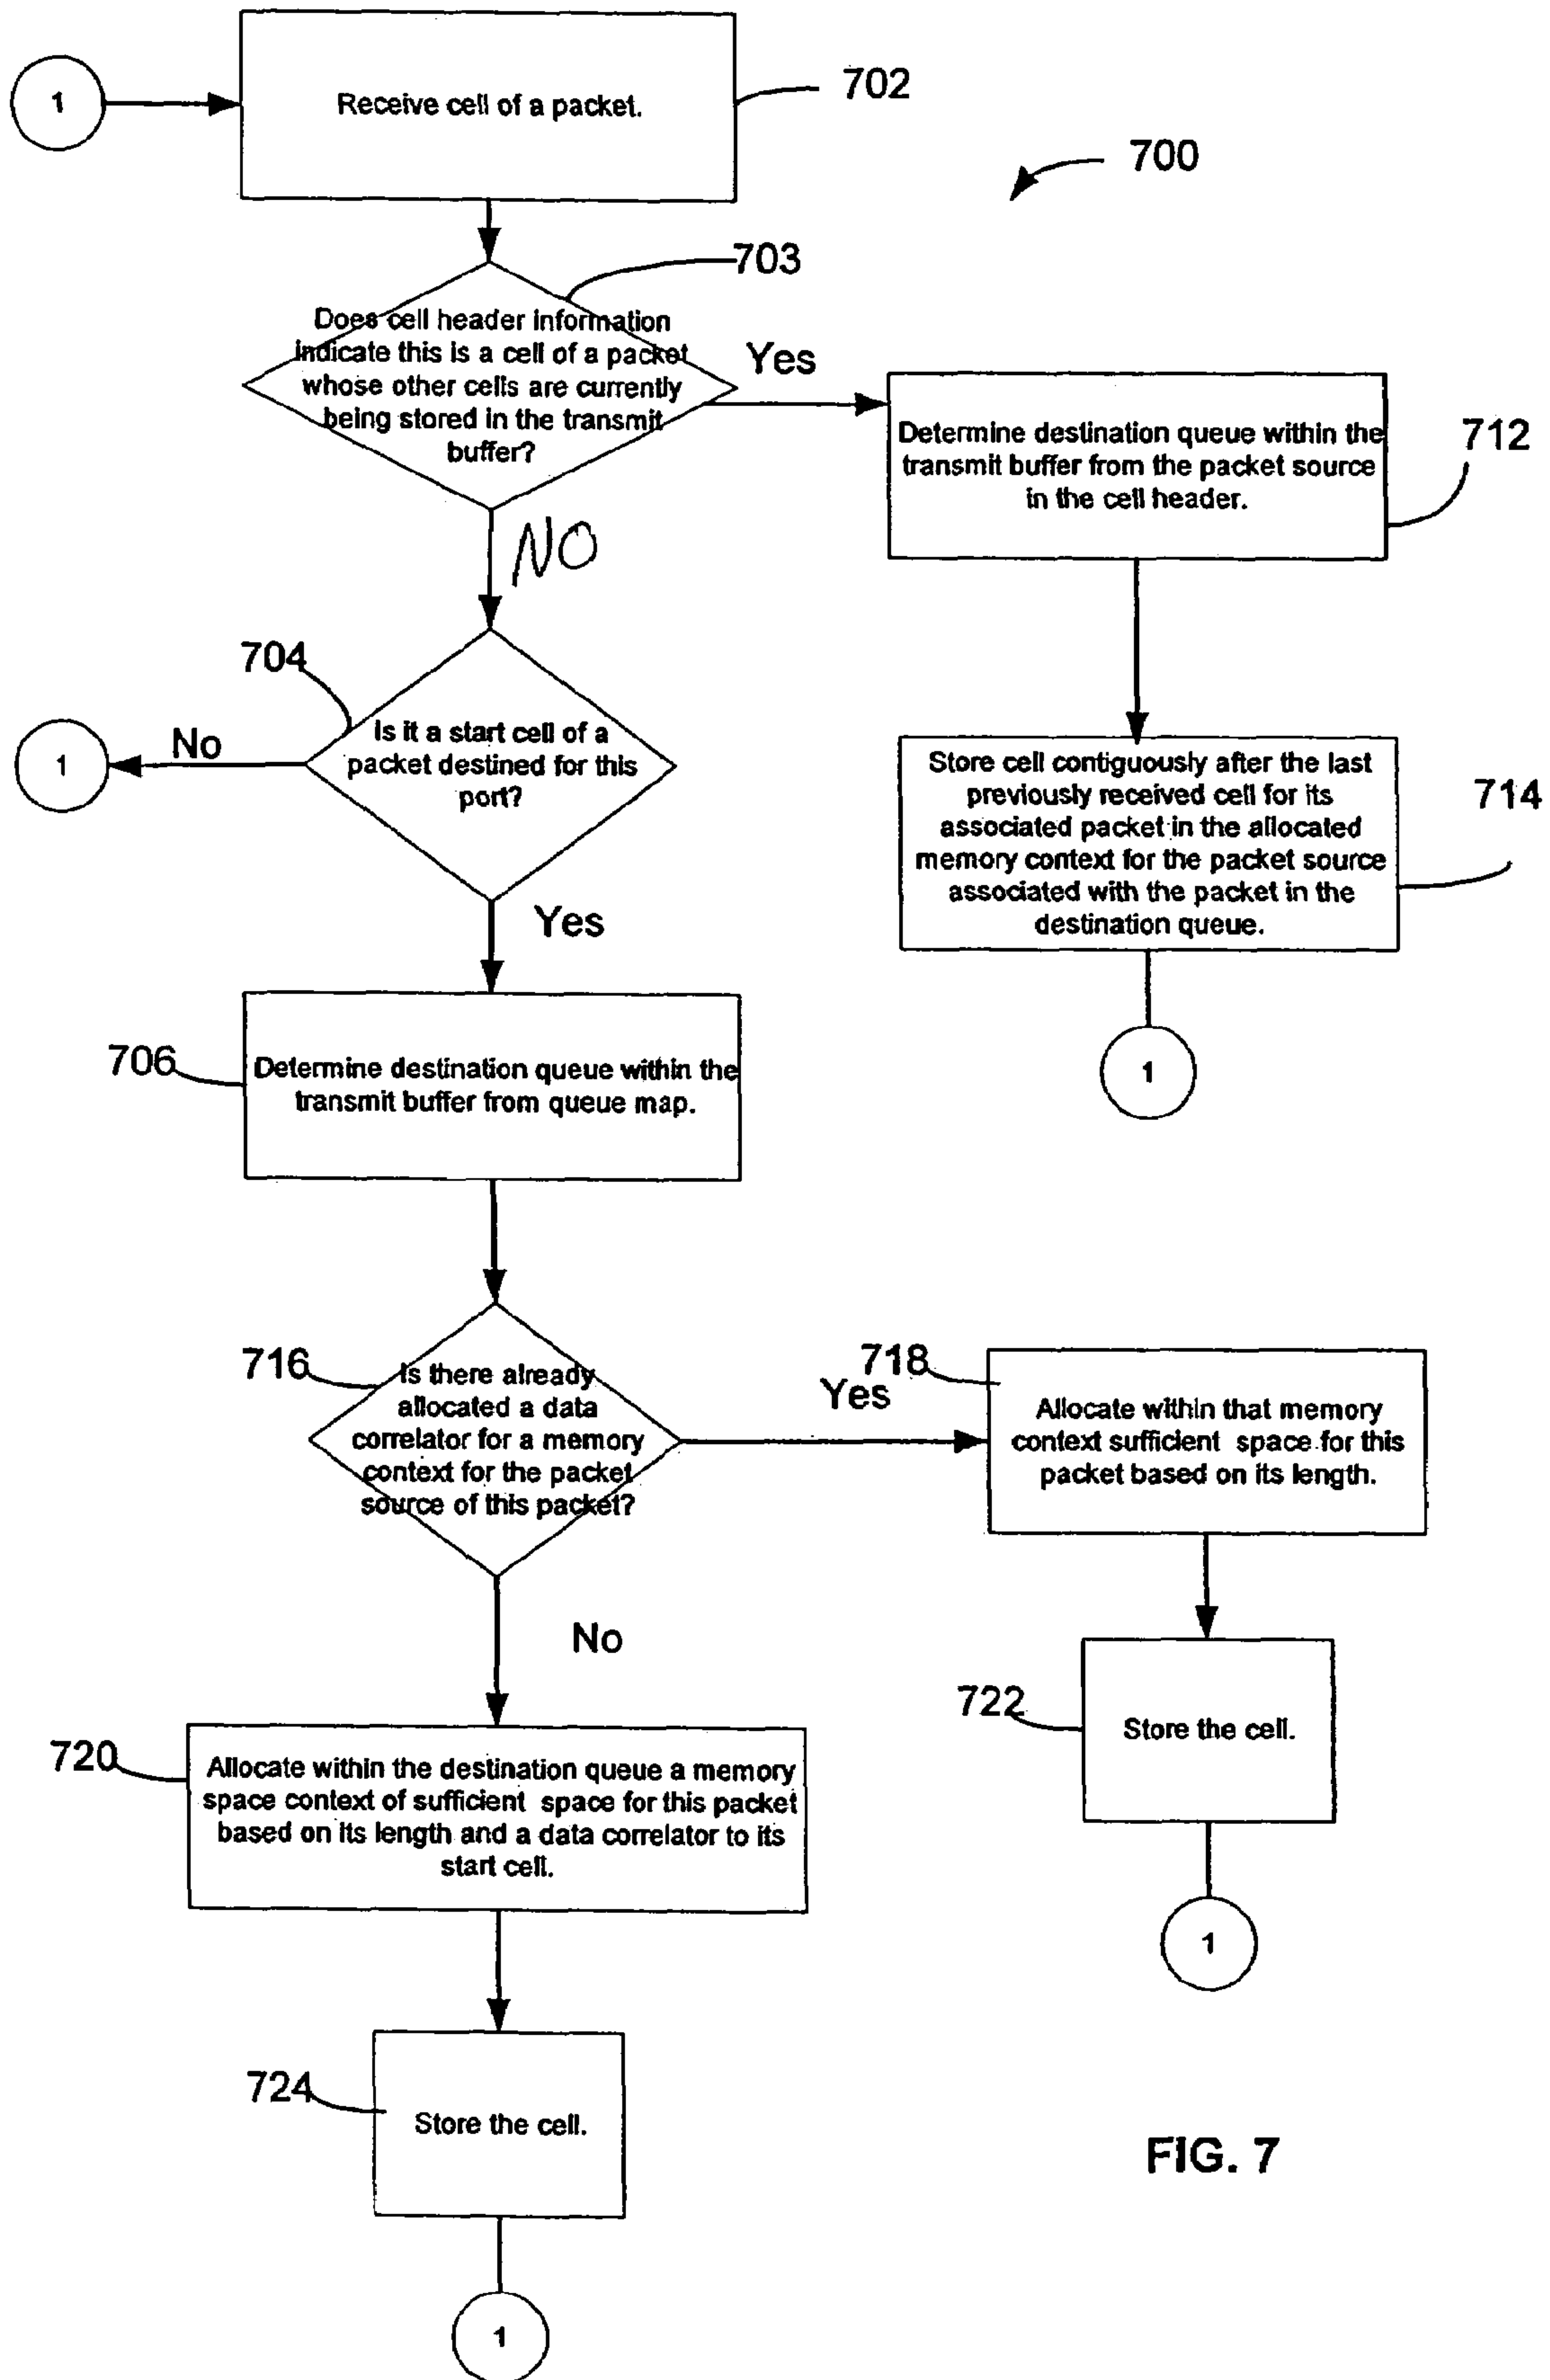 1
Receive cell of a packet.
702
700
703
Does cell header information
indicate this is a cell of a packet
whose other cells are currently
being stored in the transmit
buffer?
Yes
Determine destination queue within the
transmit buffer from the packet source
in the cell header.
712
NO
704
Is it a start cell of a
packet destined for this
port?
No
1
Store cell contiguously after the last
previously received cell for its
associated packet in the allocated
memory context for the packet source
associated with the packet in the
destination queue.
714
Yes
1
706
Determine destination queue within the
transmit buffer from queue map.
716
Is there already
allocated a data
correlator for a memory
context for the packet
source of this packet?
Yes
718
Allocate within that memory
context sufficient space for this
packet based on its length.
No
722
Store the cell.
720
Allocate within the destination queue a memory
space context of sufficient space for this packet
based on its length and a data correlator to its
start cell.
1
724
Store the cell.
FIG. 7
1